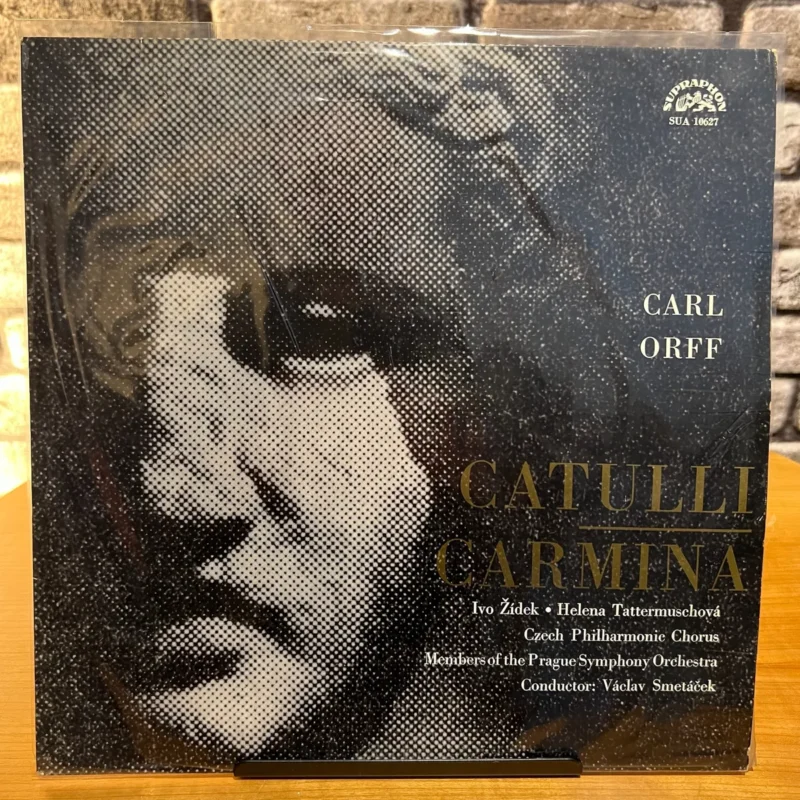 SUPRAPHON
SUA 10627
CARL
ORFF
CATULLI
CARMINA
Ivo Žídek • Helena Tattermuschová
Czech Philharmonic Chorus
Members of the Prague Symphony Orchestra
Conductor: Václav Smetáček